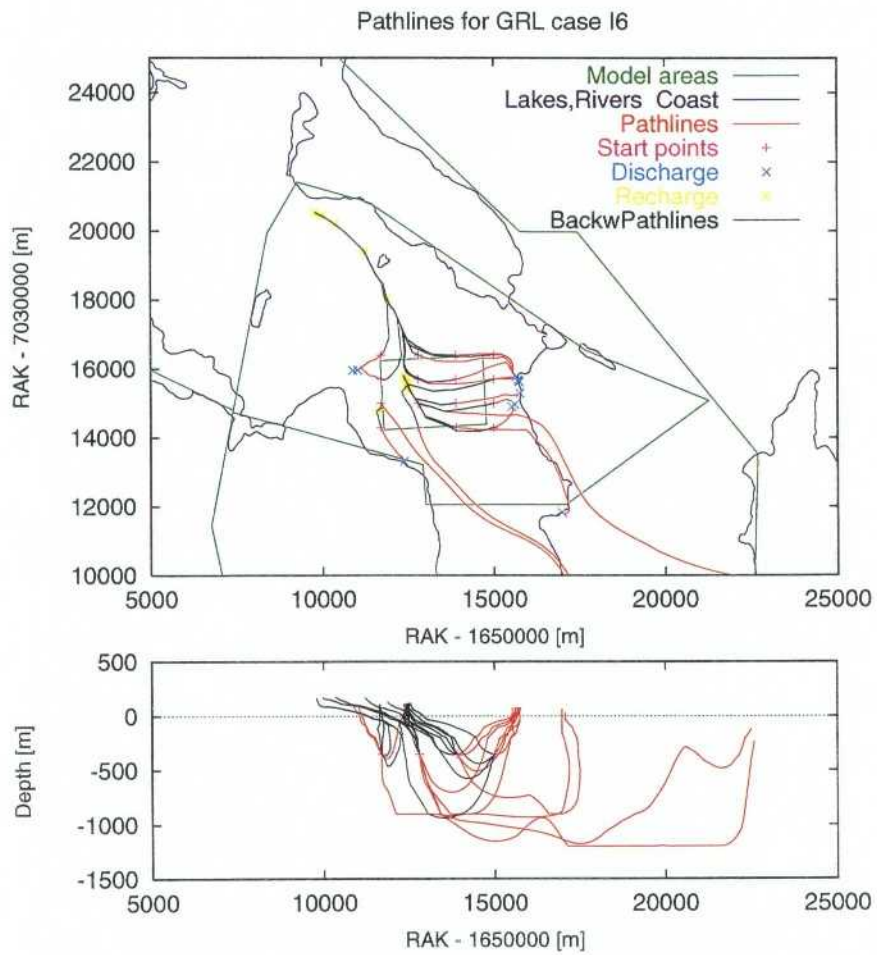 Pathlines for GRL case I6
Model areas
Lakes,Rivers Coast
Pathlines
Start points
Discharge
Recharge
BackwPathlines
RAK - 7030000 [m]
24000
22000
20000
18000
16000
14000
12000
10000
5000 10000 15000 20000 25000
RAK - 1650000 [m]
Depth [m]
500
0
-500
-1000
-1500
5000 10000 15000 20000 25000
RAK - 1650000 [m]